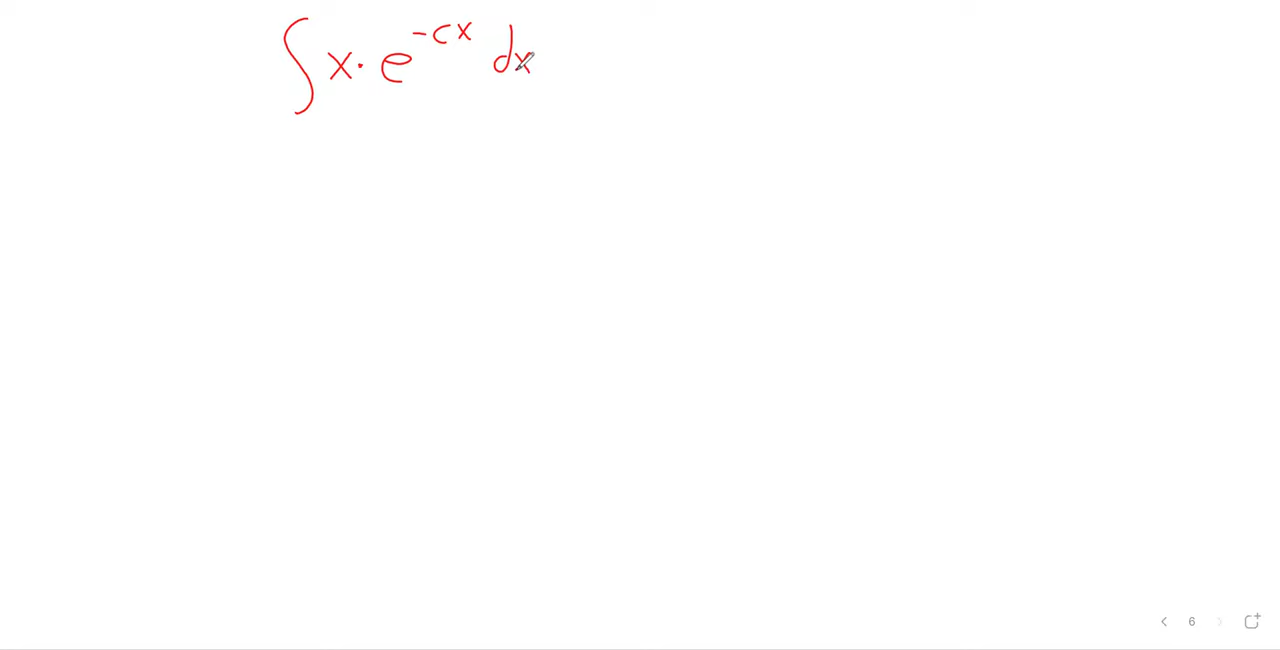 ∫ x · e^{-cx} dx
6